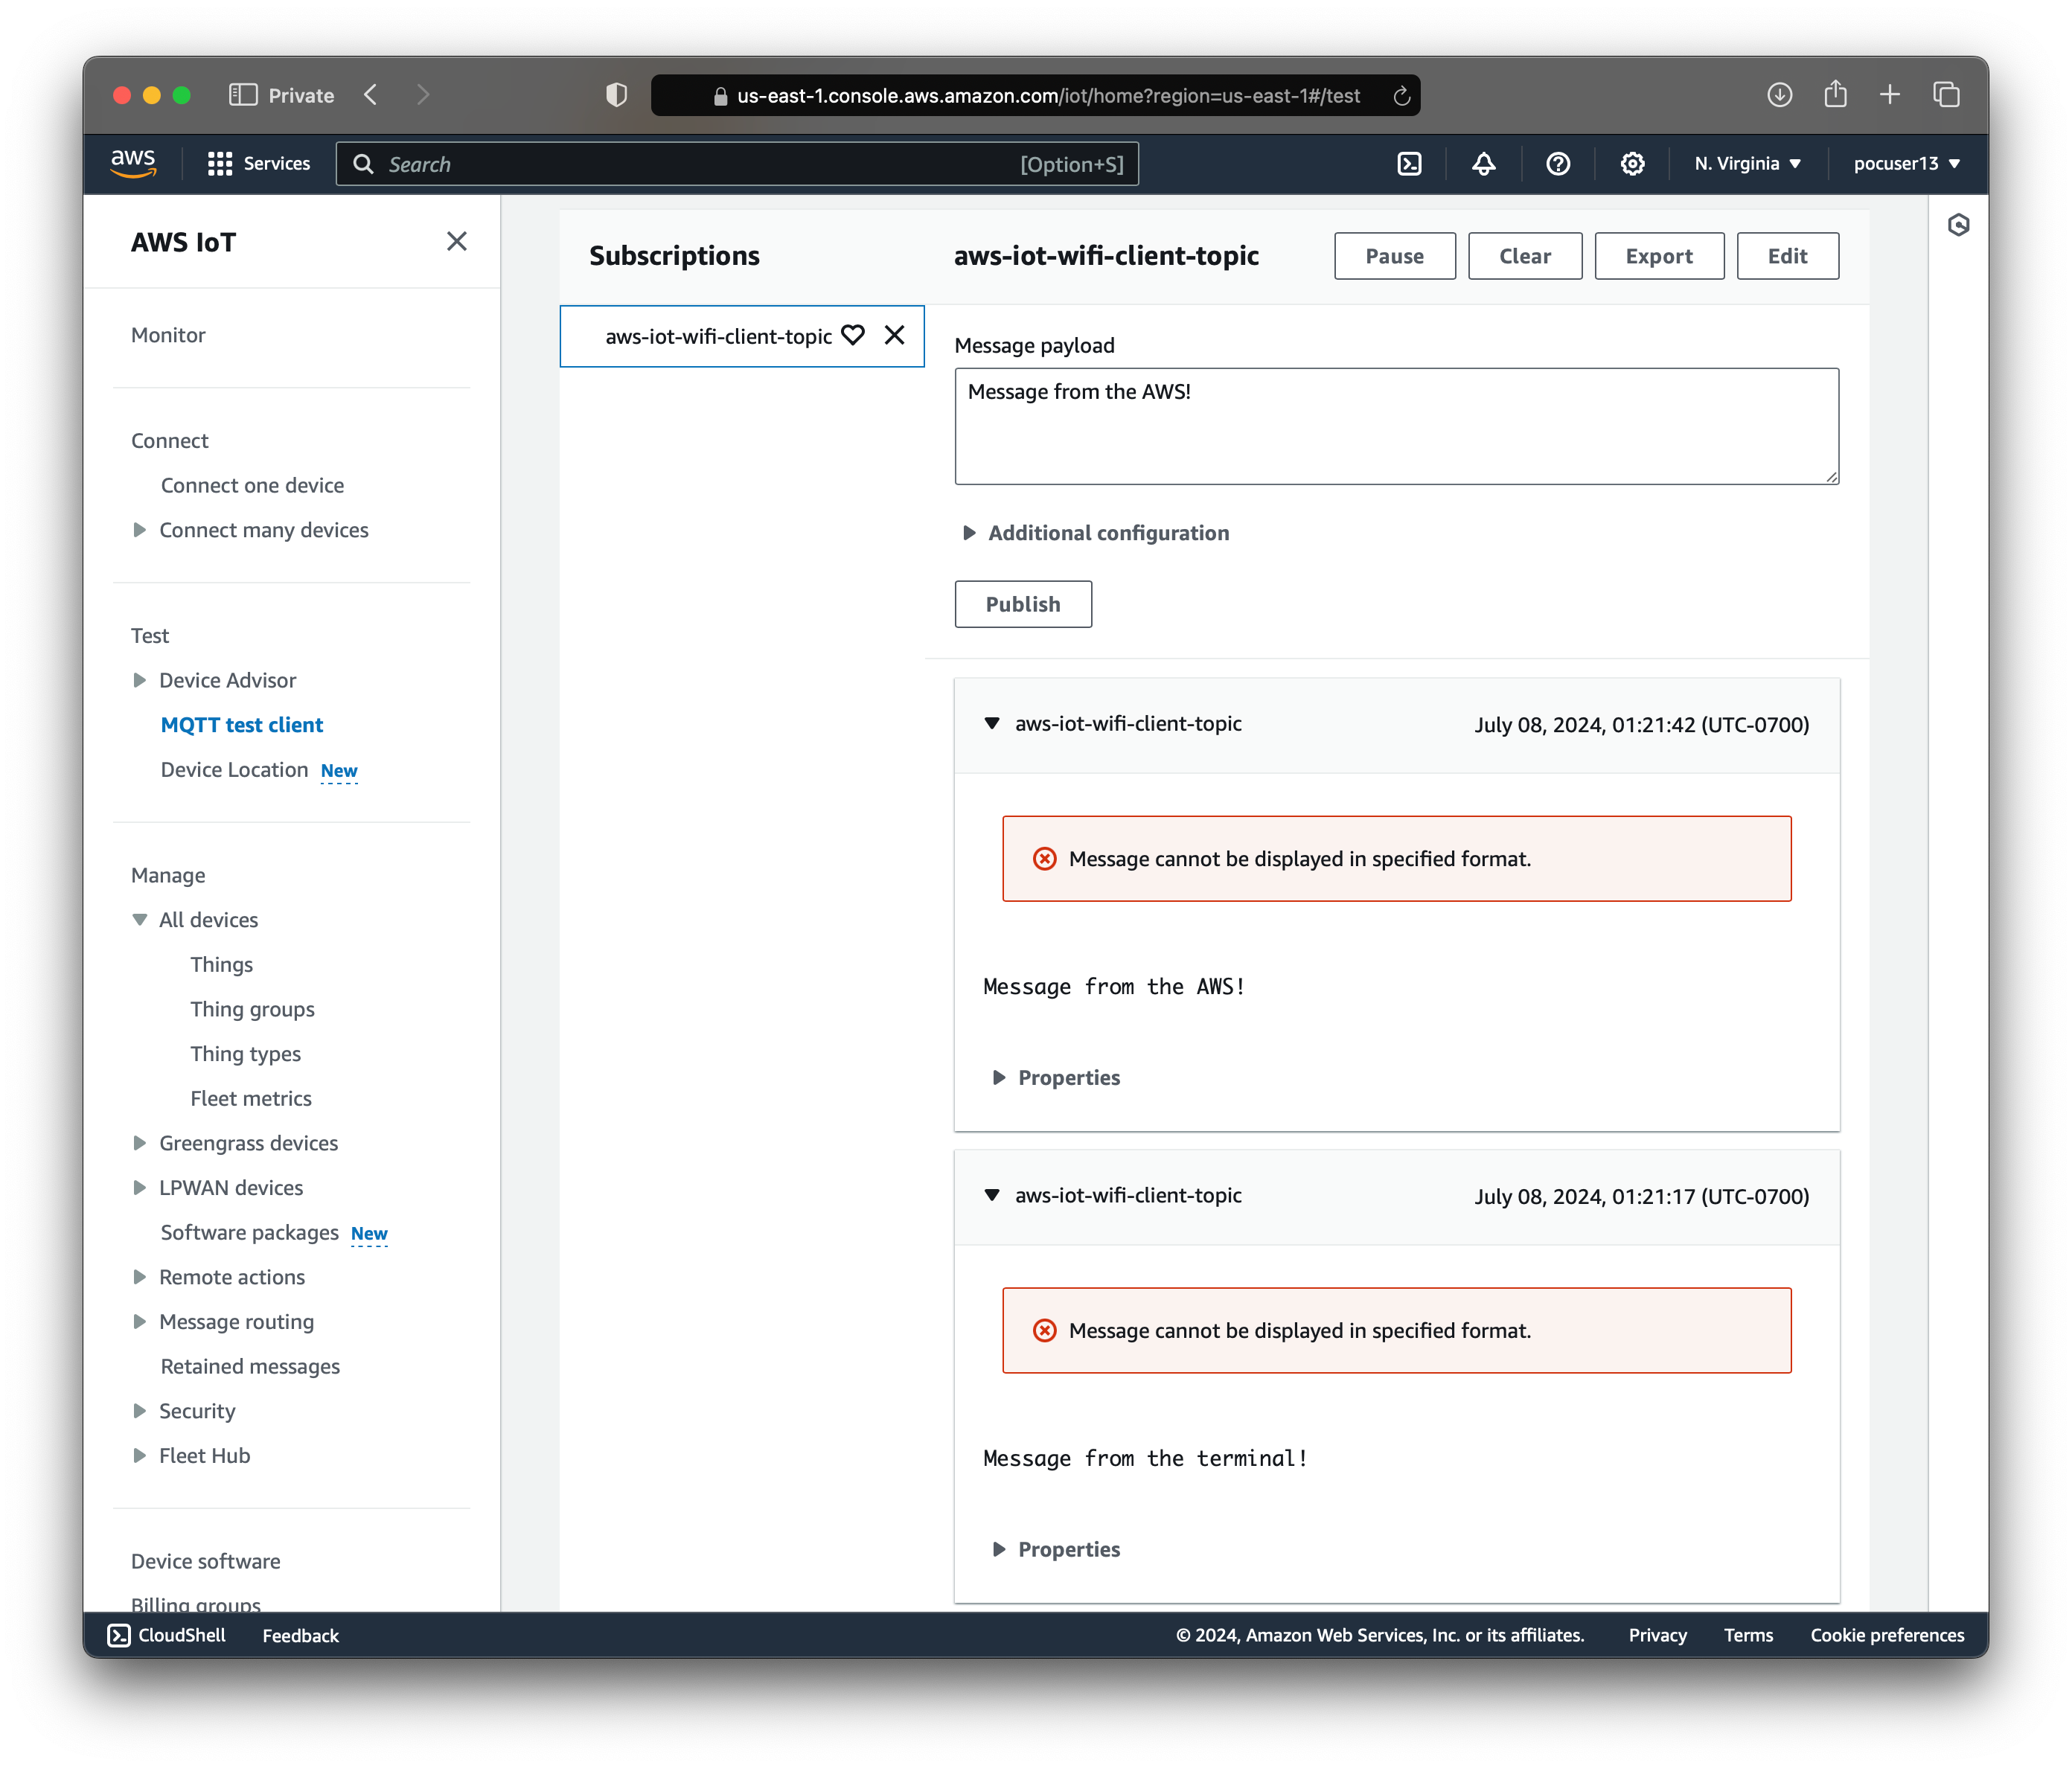 Private
us-east-1.console.aws.amazon.com/iot/home?region=us-east-1#/test
aws
Services
Search
[Option+S]
N. Virginia
pocuser13
AWS IoT
Monitor
Connect
Connect one device
Connect many devices
Test
Device Advisor
MQTT test client
Device Location New
Manage
All devices
Things
Thing groups
Thing types
Fleet metrics
Greengrass devices
LPWAN devices
Software packages New
Remote actions
Message routing
Retained messages
Security
Fleet Hub
Device software
Billing groups
Subscriptions
aws-iot-wifi-client-topic
aws-iot-wifi-client-topic
Pause
Clear
Export
Edit
Message payload
Message from the AWS!
Additional configuration
Publish
aws-iot-wifi-client-topic
July 08, 2024, 01:21:42 (UTC-0700)
Message cannot be displayed in specified format.
Message from the AWS!
Properties
aws-iot-wifi-client-topic
July 08, 2024, 01:21:17 (UTC-0700)
Message cannot be displayed in specified format.
Message from the terminal!
Properties
CloudShell
Feedback
© 2024, Amazon Web Services, Inc. or its affiliates.
Privacy
Terms
Cookie preferences